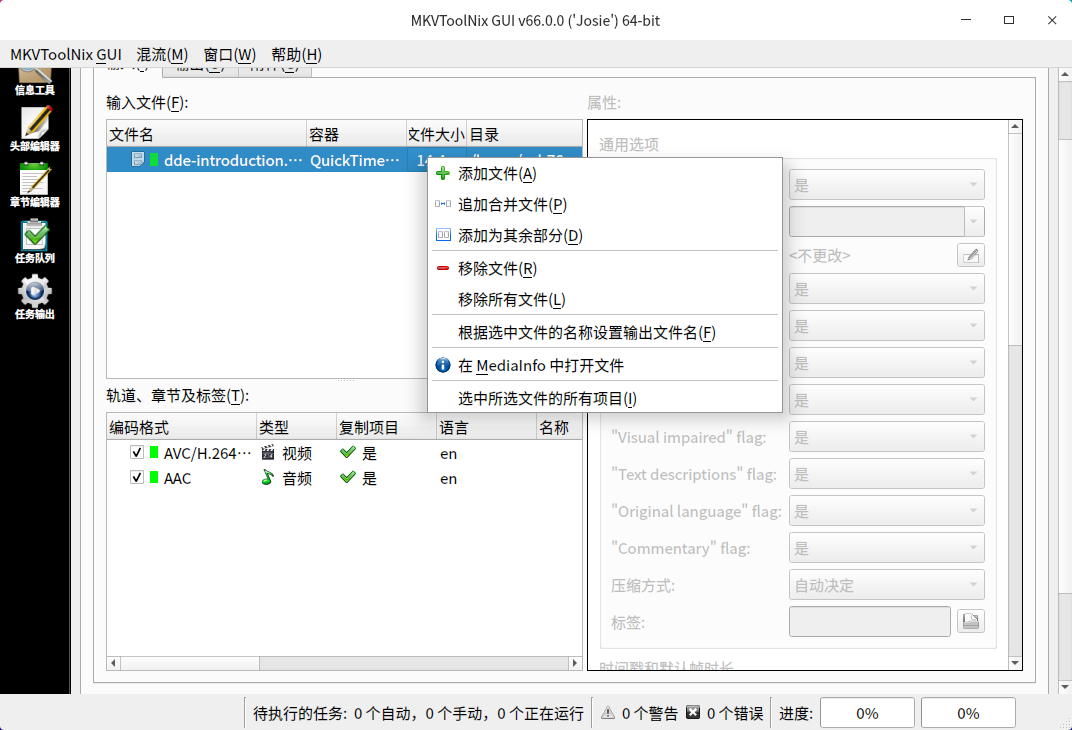 MKVToolNix GUI v66.0.0 ('Josie') 64-bit
MKVToolNix GUI 混流(M) 窗口(W) 帮助(H)
信息工具
头部编辑器
章节编辑器
任务队列
任务输出
输入文件(F):
文件名 容器 文件大小 目录
dde-introduction.… QuickTime…
添加文件(A)
追加合并文件(P)
添加为其余部分(D)
移除文件(R)
移除所有文件(L)
根据选中文件的名称设置输出文件名(F)
在 MediaInfo 中打开文件
选中所选文件的所有项目(I)
轨道、章节及标签(T):
编码格式 类型 复制项目 语言 名称
AVC/H.264… 视频 是 en
AAC 音频 是 en
属性:
通用选项
是
<不更改>
是
是
是
是
"Visual impaired" flag: 是
"Text descriptions" flag: 是
"Original language" flag: 是
"Commentary" flag: 是
压缩方式: 自动决定
标签:
时间戳和默认帧时长
待执行的任务: 0 个自动，0 个手动，0 个正在运行 0 个警告 0 个错误 进度: 0% 0%